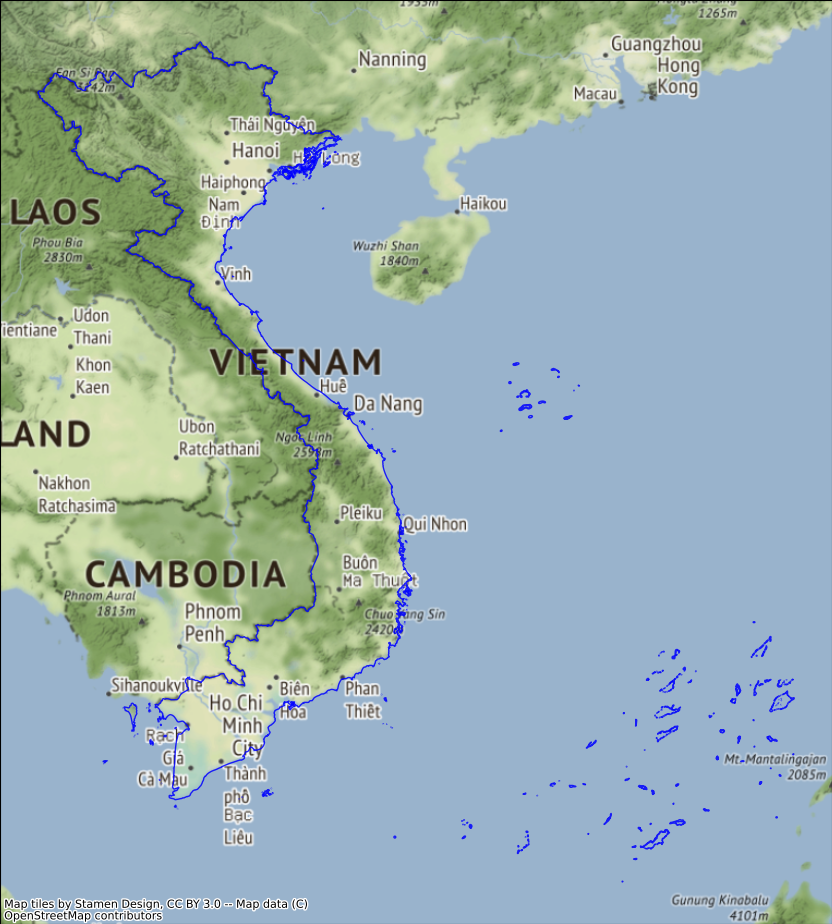 1933m
1265m
Guangzhou
Nanning
Hong
Kong
Macau
Fan Si Pan
3142m
Thái Nguyên
Hanoi
Hạ Long
Haiphong
Nam
Định
Haikou
LAOS
Phou Bia
2830m
Wuzhi Shan
1840m
Vinh
Udon
Thani
ientiane
VIETNAM
Khon
Kaen
Huế
Da Nang
LAND
Ubon
Ratchathani
Ngọc Linh
2598m
Nakhon
Ratchasima
Pleiku
Qui Nhon
CAMBODIA
Buôn
Ma Thuột
Phnom Aural
1813m
Phnom
Penh
Chuo Yang Sin
2420
Sihanoukville
Biên
Hòa
Phan
Thiết
Ho Chi
Minh
City
Rạch
Giá
Cà Mau
Thành
phố
Bạc
Liêu
Mt Mantalingajan
2085m
Gunung Kinabalu
4101m
Map tiles by Stamen Design, CC BY 3.0 -- Map data (C)
OpenStreetMap contributors